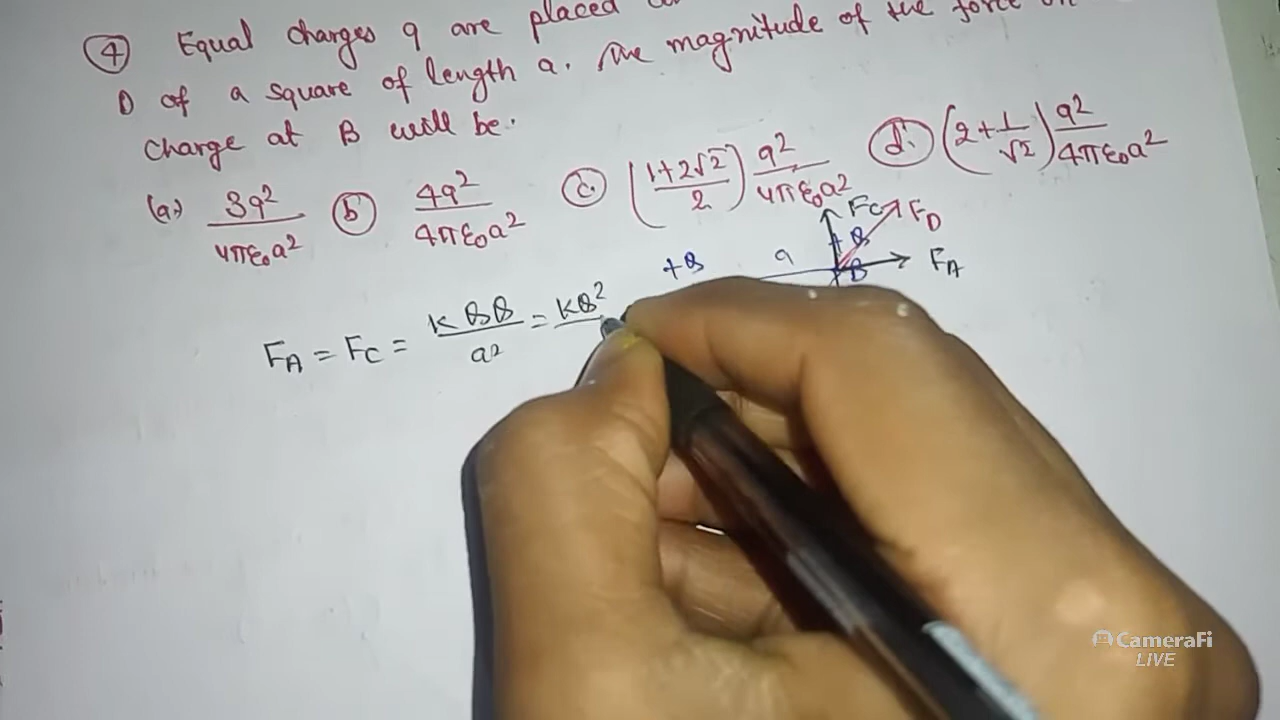 ④ Equal charges q are placed
D of a square of length a. The magnitude of the force on
charge at B will be.
(a.) 3q²/4πε₀a² (b) 4q²/4πε₀a² (c.) ((1+2√2)/2) q²/4πε₀a² (d.) (2+1/√2) q²/4πε₀a²
Fc FD
+Q a +Q B FA
FA = Fc = KQQ/a² = KQ²
CameraFi
LIVE